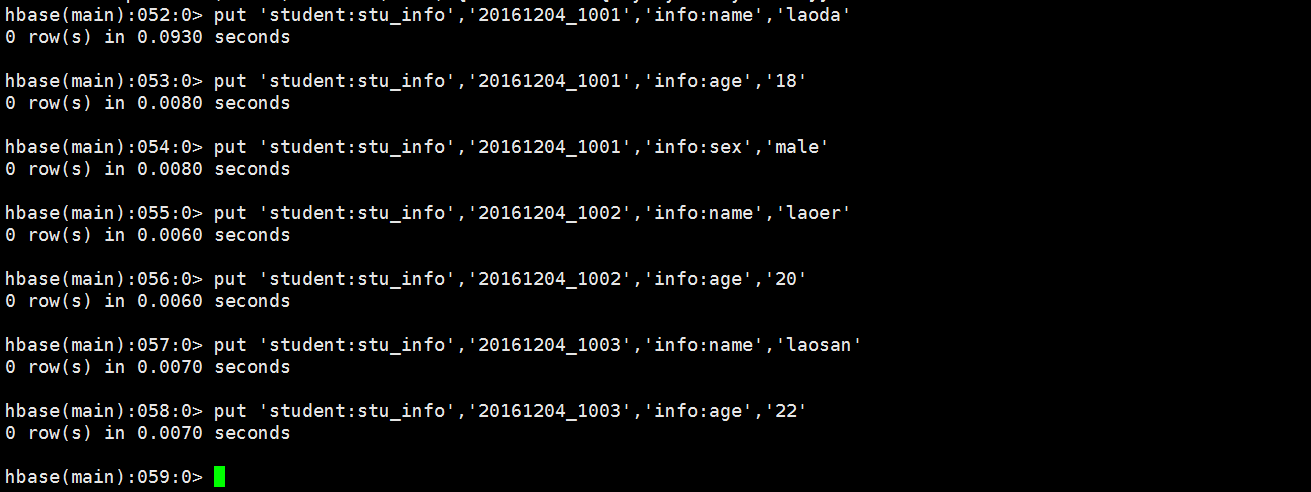 hbase(main):052:0> put 'student:stu_info','20161204_1001','info:name','laoda'
0 row(s) in 0.0930 seconds
hbase(main):053:0> put 'student:stu_info','20161204_1001','info:age','18'
0 row(s) in 0.0080 seconds
hbase(main):054:0> put 'student:stu_info','20161204_1001','info:sex','male'
0 row(s) in 0.0080 seconds
hbase(main):055:0> put 'student:stu_info','20161204_1002','info:name','laoer'
0 row(s) in 0.0060 seconds
hbase(main):056:0> put 'student:stu_info','20161204_1002','info:age','20'
0 row(s) in 0.0060 seconds
hbase(main):057:0> put 'student:stu_info','20161204_1003','info:name','laosan'
0 row(s) in 0.0070 seconds
hbase(main):058:0> put 'student:stu_info','20161204_1003','info:age','22'
0 row(s) in 0.0070 seconds
hbase(main):059:0>